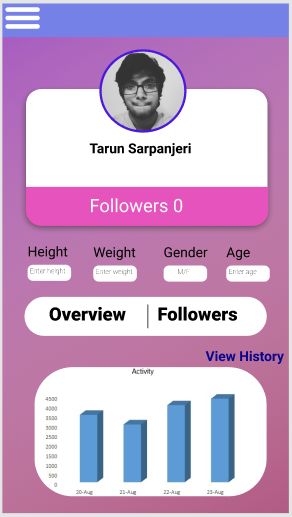 Tarun Sarpanjeri
Followers 0
Height Weight Gender Age
Enter height Enter weight M/F Enter age
Overview Followers
View History
Activity
4500
4000
3500
3000
2500
2000
1500
1000
500
0
20-Aug 21-Aug 22-Aug 23-Aug